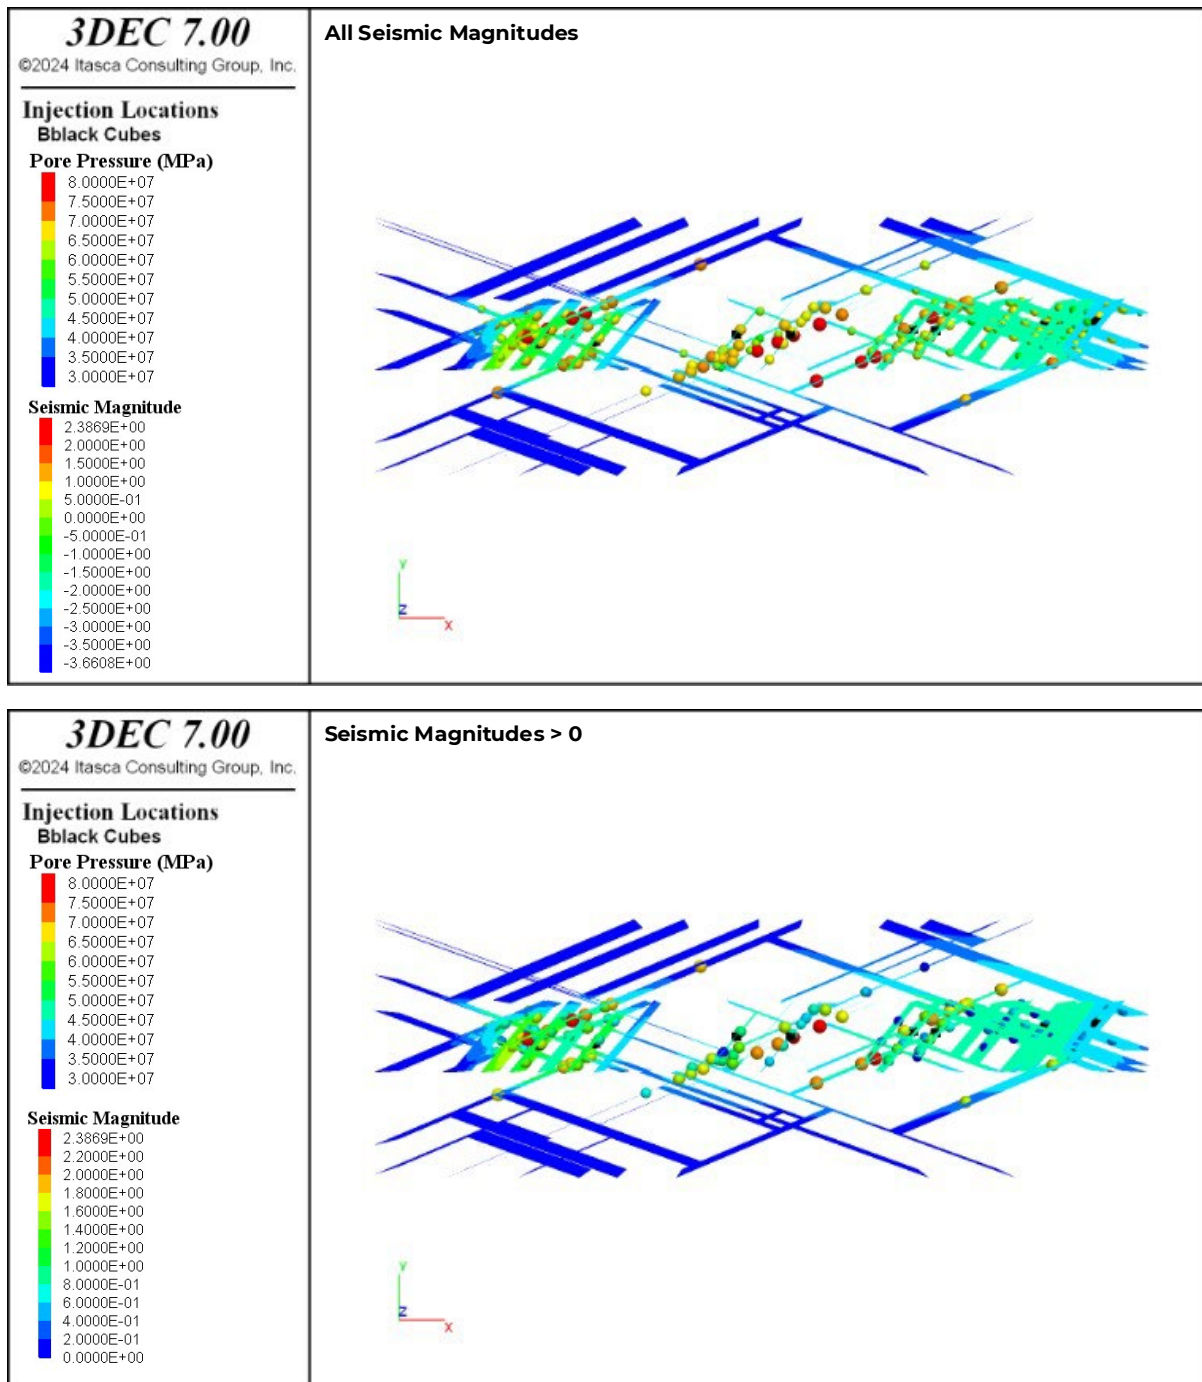 3DEC 7.00
©2024 Itasca Consulting Group, Inc.
Injection Locations
Bblack Cubes
Pore Pressure (MPa)
8.0000E+07
7.5000E+07
7.0000E+07
6.5000E+07
6.0000E+07
5.5000E+07
5.0000E+07
4.5000E+07
4.0000E+07
3.5000E+07
3.0000E+07
Seismic Magnitude
2.3869E+00
2.0000E+00
1.5000E+00
1.0000E+00
5.0000E-01
0.0000E+00
-5.0000E-01
-1.0000E+00
-1.5000E+00
-2.0000E+00
-2.5000E+00
-3.0000E+00
-3.5000E+00
-3.6608E+00
All Seismic Magnitudes
Y
Z
X
3DEC 7.00
©2024 Itasca Consulting Group, Inc.
Injection Locations
Bblack Cubes
Pore Pressure (MPa)
8.0000E+07
7.5000E+07
7.0000E+07
6.5000E+07
6.0000E+07
5.5000E+07
5.0000E+07
4.5000E+07
4.0000E+07
3.5000E+07
3.0000E+07
Seismic Magnitude
2.3869E+00
2.2000E+00
2.0000E+00
1.8000E+00
1.6000E+00
1.4000E+00
1.2000E+00
1.0000E+00
8.0000E-01
6.0000E-01
4.0000E-01
2.0000E-01
0.0000E+00
Seismic Magnitudes > 0
Y
Z
X